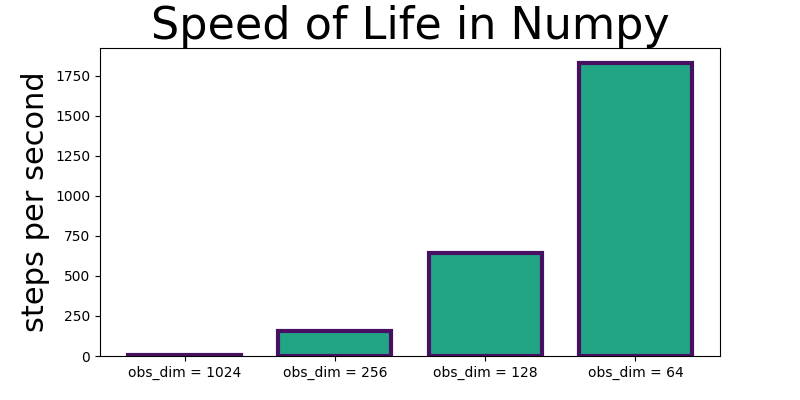 Speed of Life in Numpy
steps per second
1750
1500
1250
1000
750
500
250
0
obs_dim = 1024 obs_dim = 256 obs_dim = 128 obs_dim = 64